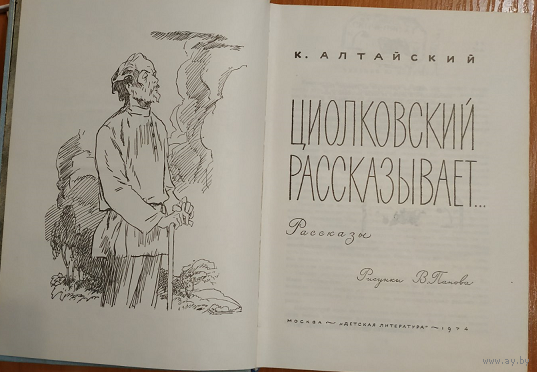 К. АЛТАЙСКИЙ
ЦИОЛКОВСКИЙ
РАССКАЗЫВАЕТ...
Рассказы
Рисунки В. Панова
МОСКВА ~ «ДЕТСКАЯ ЛИТЕРАТУРА» ~ 1974
www.ay.by